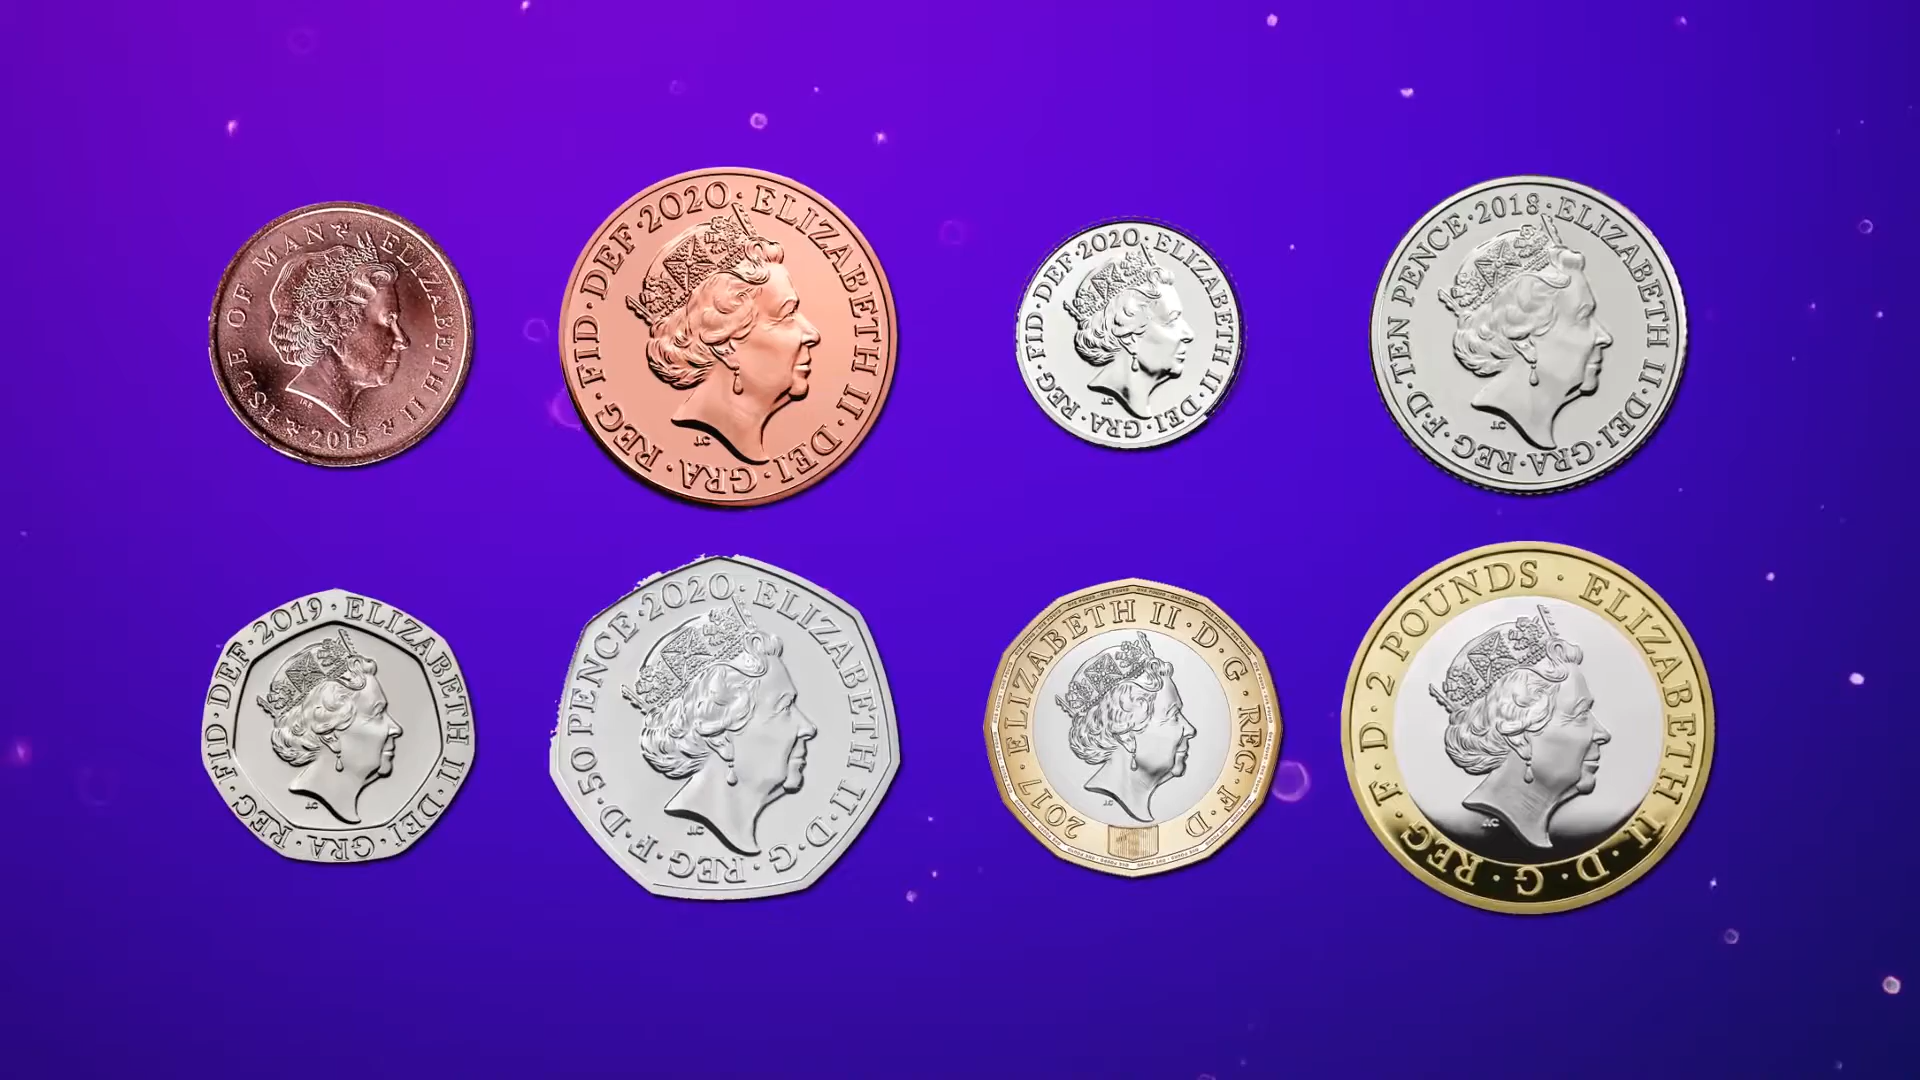 ISLE OF MAN ELIZABETH II
2015
ELIZABETH II · DEI · GRA · REG · FID · DEF · 2020 ·
J.C
ELIZABETH II · DEI · GRA · REG · FID · DEF · 2020 ·
J.C
ELIZABETH II · DEI · GRA · REG · F · D · TEN PENCE · 2018 ·
J.C
ELIZABETH II · DEI · GRA · REG · FID · DEF · 2019 ·
J.C
ELIZABETH II · D · G · REG · F · D · 50 PENCE · 2020 ·
J.C
2017 · ELIZABETH II · D · G · REG · F · D
J.C
ELIZABETH II · D · G · REG · F · D · 2 POUNDS ·
J.C